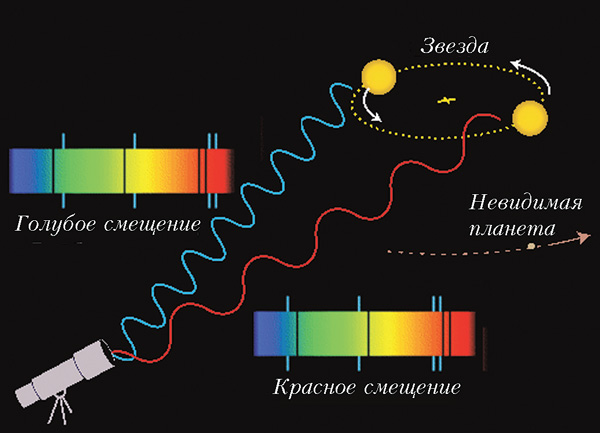 Звезда
Голубое смещение
Невидимая
планета
Красное смещение